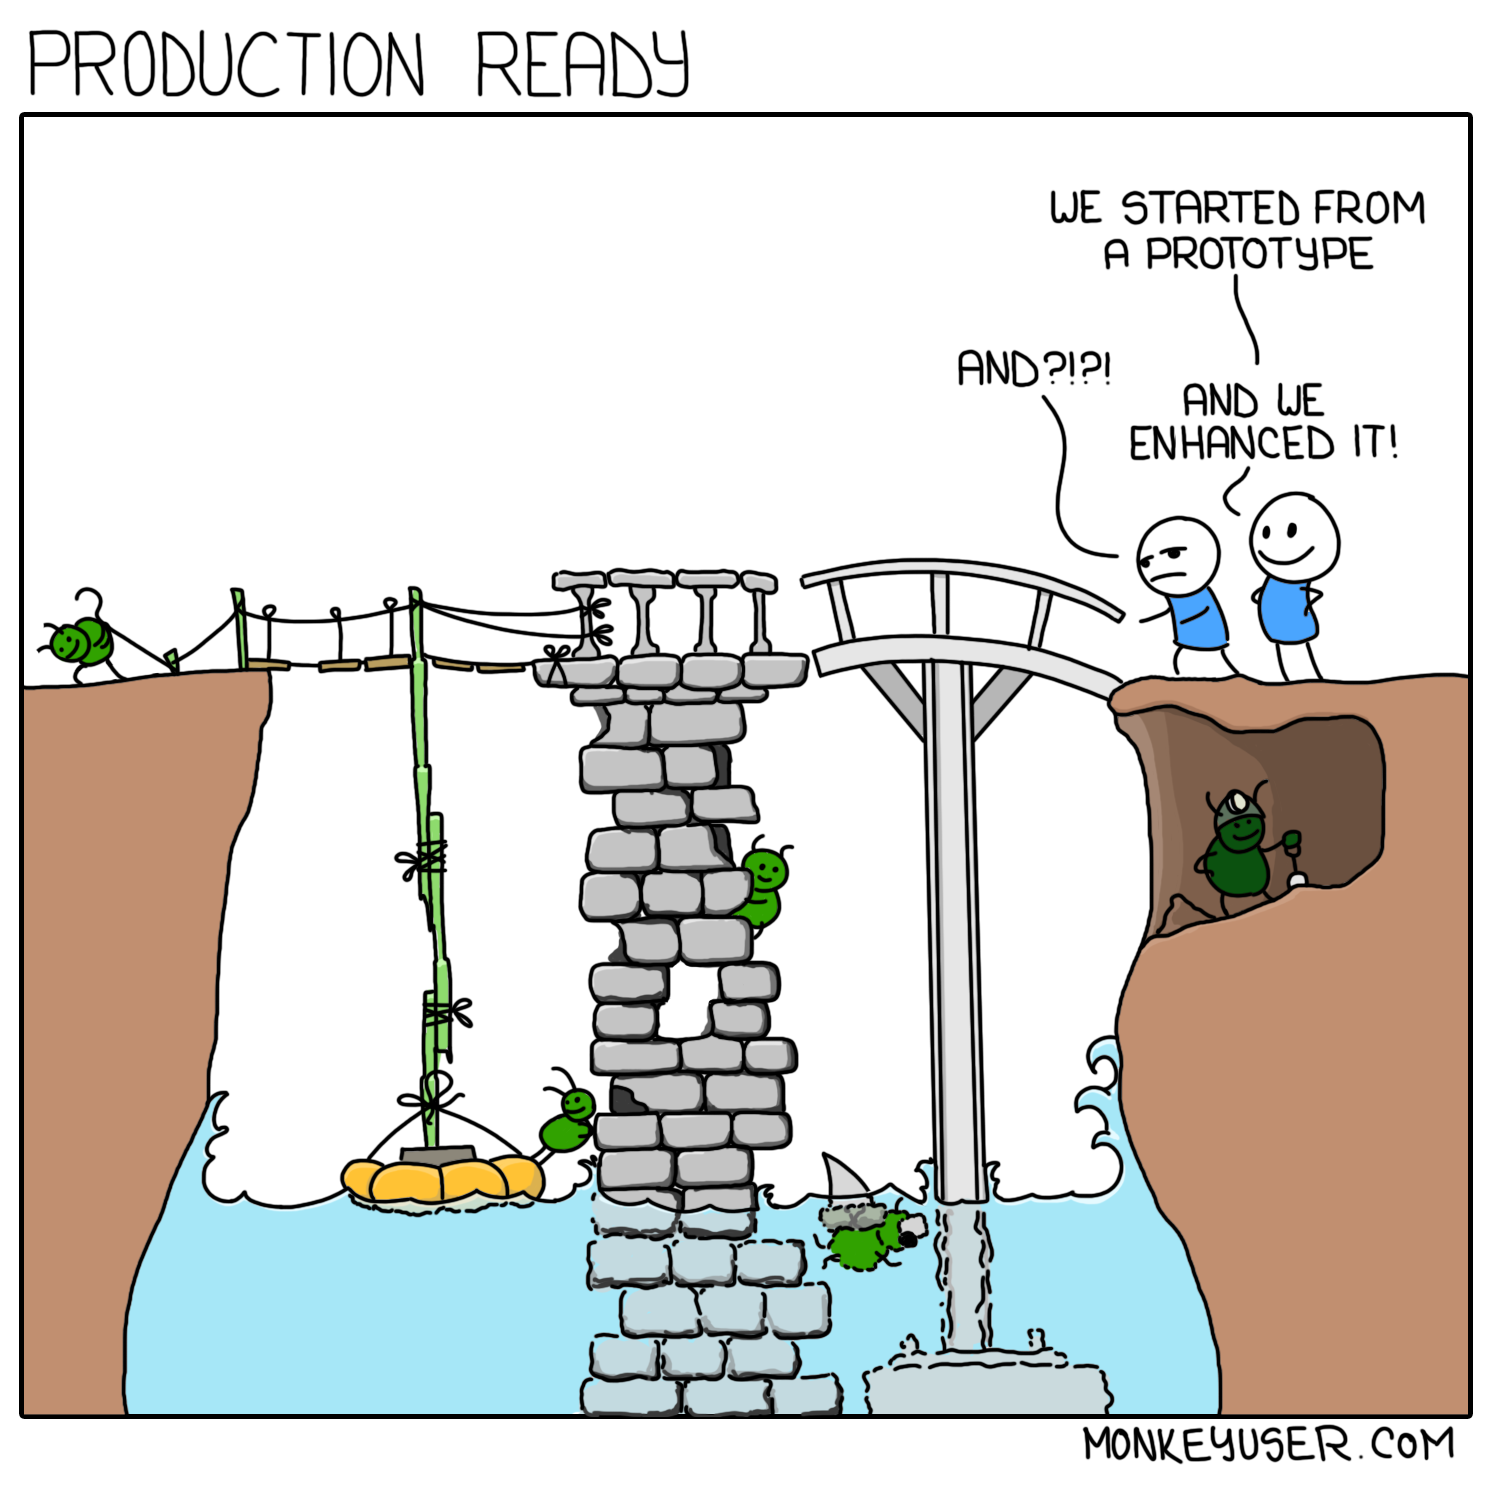 PRODUCTION READY
WE STARTED FROM
A PROTOTYPE
AND?!?!
AND WE
ENHANCED IT!
MONKEYUSER.COM